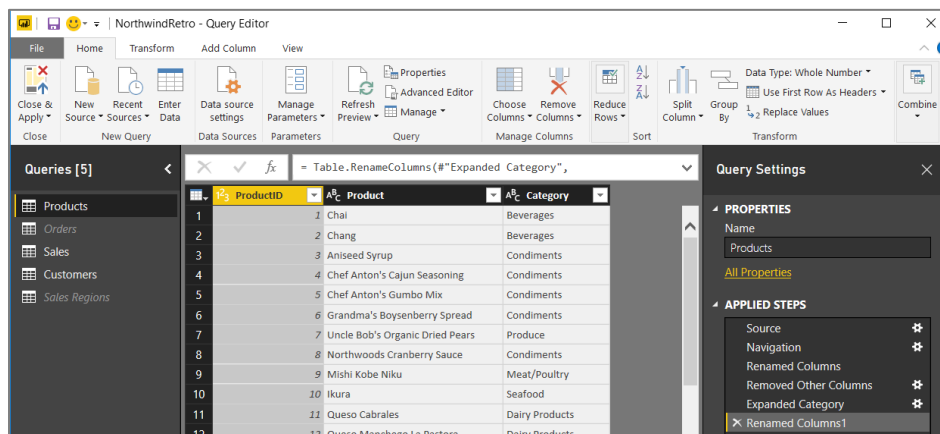 NorthwindRetro - Query Editor
File Home Transform Add Column View
Close & Apply New Source Recent Sources Enter Data Data source settings Manage Parameters Refresh Preview Properties Advanced Editor Manage Choose Columns Remove Columns Reduce Rows Split Column Group By Data Type: Whole Number Use First Row As Headers Replace Values Combine
Close New Query Data Sources Parameters Query Manage Columns Sort Transform
Queries [5] fx = Table.RenameColumns(#"Expanded Category", Query Settings
Products
Orders
Sales
Customers
Sales Regions
ProductID Product Category
1 1 Chai Beverages
2 2 Chang Beverages
3 3 Aniseed Syrup Condiments
4 4 Chef Anton's Cajun Seasoning Condiments
5 5 Chef Anton's Gumbo Mix Condiments
6 6 Grandma's Boysenberry Spread Condiments
7 7 Uncle Bob's Organic Dried Pears Produce
8 8 Northwoods Cranberry Sauce Condiments
9 9 Mishi Kobe Niku Meat/Poultry
10 10 Ikura Seafood
11 11 Queso Cabrales Dairy Products
PROPERTIES
Name
Products
All Properties
APPLIED STEPS
Source
Navigation
Renamed Columns
Removed Other Columns
Expanded Category
Renamed Columns1